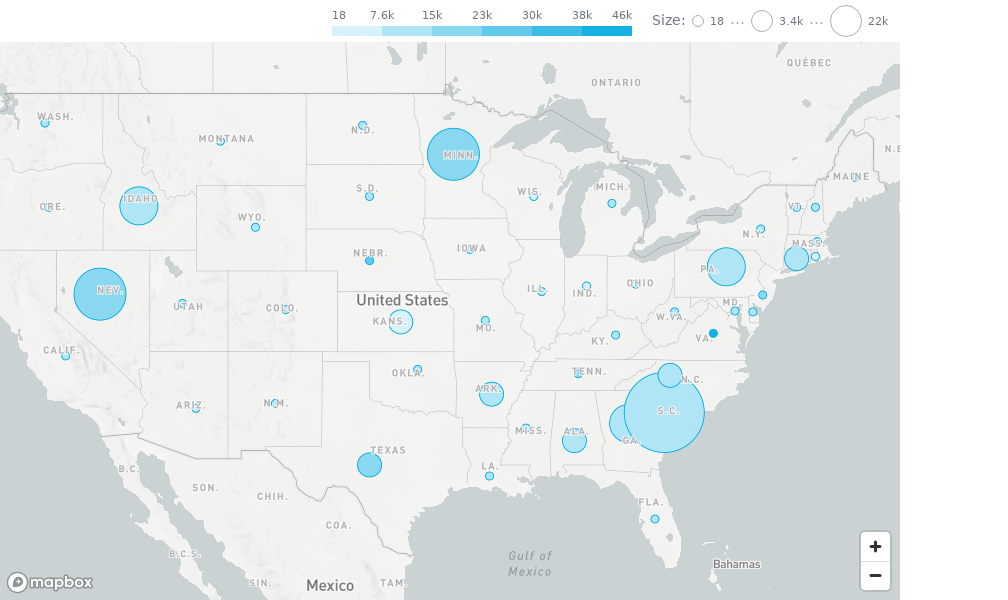 18 7.6k 15k 23k 30k 38k 46k
Size: 18 ... 3.4k ... 22k
QUÉBEC
ONTARIO
WASH.
N.D.
MONTANA
MINN.
N.B
MAINE
ORE.
IDAHO
S.D.
WIS.
MICH.
VT.
WYO.
N.Y.
MASS.
NEBR.
IOWA
NEV.
UTAH
COLO.
United States
KANS.
ILL.
IND.
OHIO
PA.
MD.
MO.
W.VA.
KY.
VA.
CALIF.
OKLA.
ARK.
TENN.
N.C.
ARIZ.
N.M.
MISS.
ALA.
GA.
S.C.
TEXAS
LA.
FLA.
B.C.
SON.
CHIH.
COA.
B.C.S.
SIN.
Mexico
TAM.
Gulf of
Mexico
Bahamas
+
−
mapbox